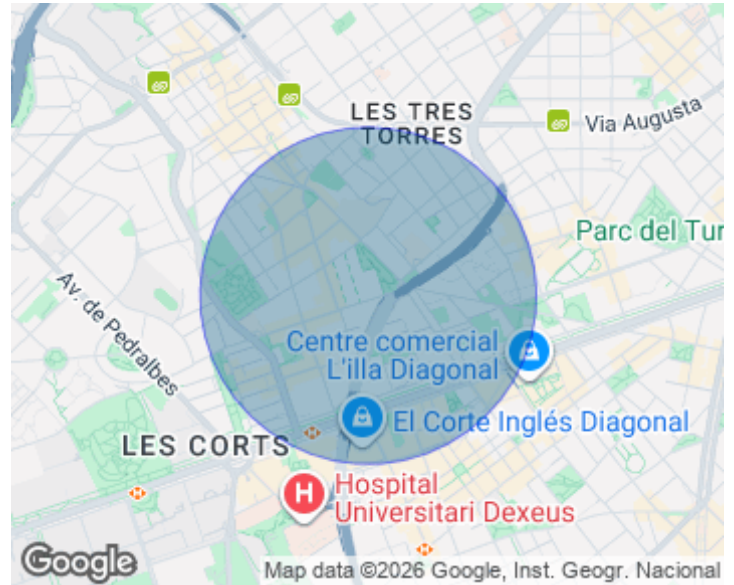 LES TRES
TORRES
Via Augusta
Parc del Tur
Av. de Pedralbes
Centre comercial
L'illa Diagonal
El Corte Inglés Diagonal
LES CORTS
H
Hospital
Universitari Dexeus
Google
Map data ©2026 Google, Inst. Geogr. Nacional